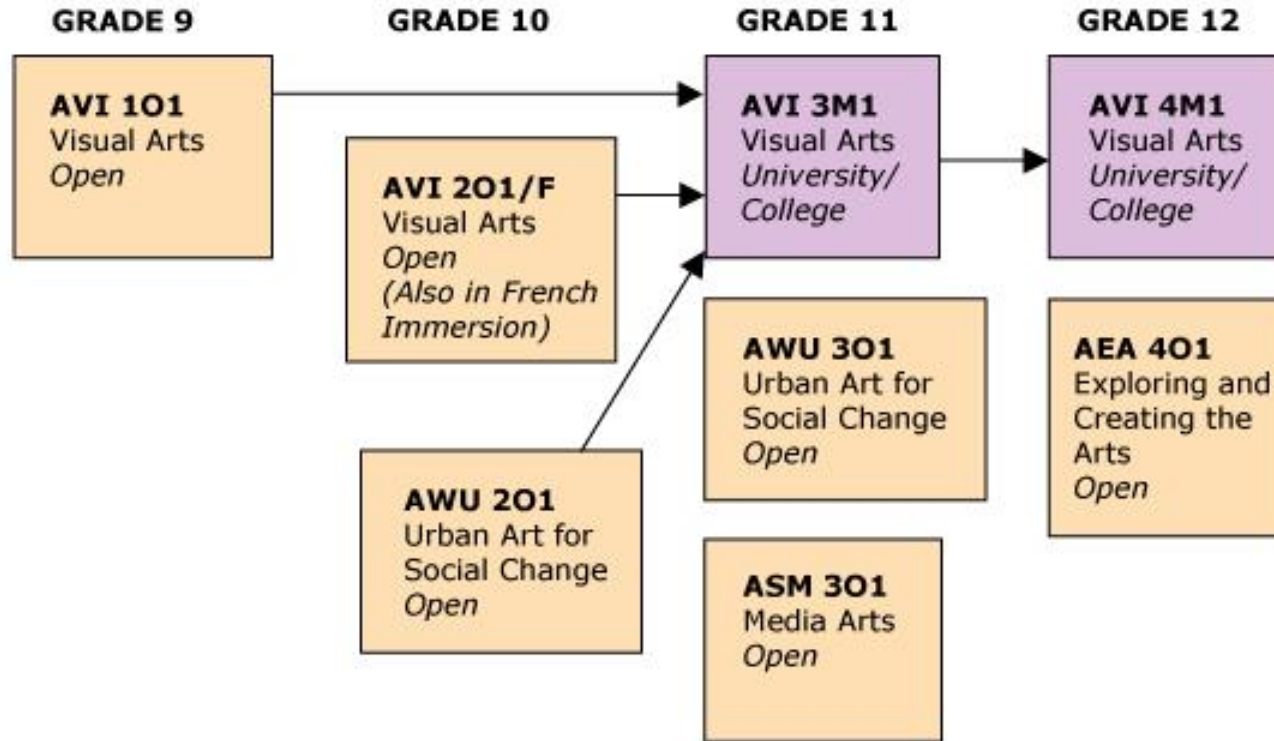 GRADE 9
GRADE 10
GRADE 11
GRADE 12
AVI 1O1
Visual Arts
Open
AVI 2O1/F
Visual Arts
Open
(Also in French
Immersion)
AWU 2O1
Urban Art for
Social Change
Open
AVI 3M1
Visual Arts
University/
College
AWU 3O1
Urban Art for
Social Change
Open
ASM 3O1
Media Arts
Open
AVI 4M1
Visual Arts
University/
College
AEA 4O1
Exploring and
Creating the
Arts
Open